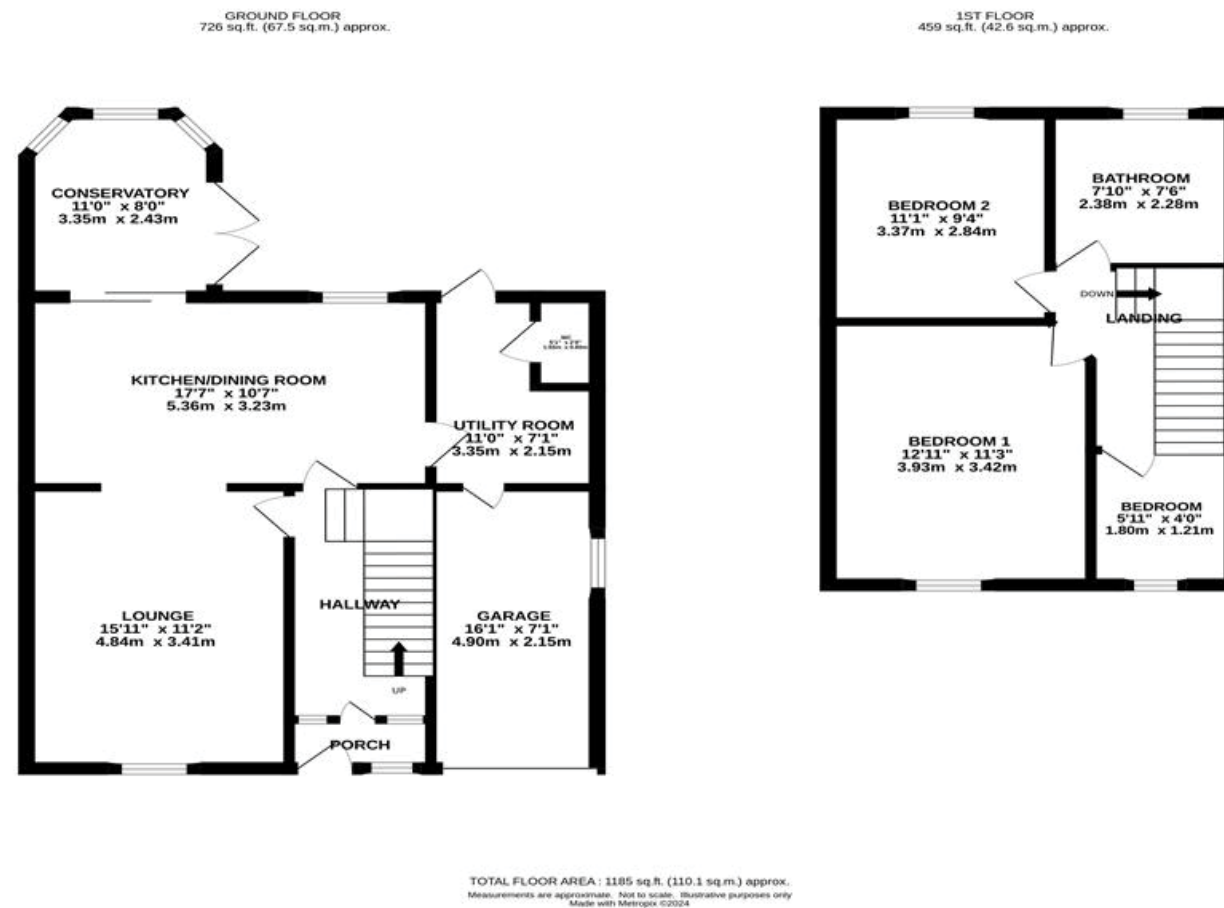 GROUND FLOOR
726 sq.ft. (67.5 sq.m.) approx.
1ST FLOOR
459 sq.ft. (42.6 sq.m.) approx.
CONSERVATORY
11'0" x 8'0"
3.35m x 2.43m
KITCHEN/DINING ROOM
17'7" x 10'7"
5.36m x 3.23m
WC
UTILITY ROOM
11'0" x 7'1"
3.35m x 2.15m
LOUNGE
15'11" x 11'2"
4.84m x 3.41m
HALLWAY
UP
PORCH
GARAGE
16'1" x 7'1"
4.90m x 2.15m
BEDROOM 2
11'1" x 9'4"
3.37m x 2.84m
BATHROOM
7'10" x 7'6"
2.38m x 2.28m
DOWN
LANDING
BEDROOM 1
12'11" x 11'3"
3.93m x 3.42m
BEDROOM
5'11" x 4'0"
1.80m x 1.21m
TOTAL FLOOR AREA : 1185 sq.ft. (110.1 sq.m.) approx.
Measurements are approximate. Not to scale. Illustrative purposes only
Made with Metropix ©2024